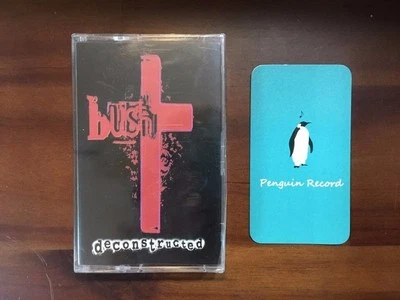 bush
deconstructed
Penguin Record